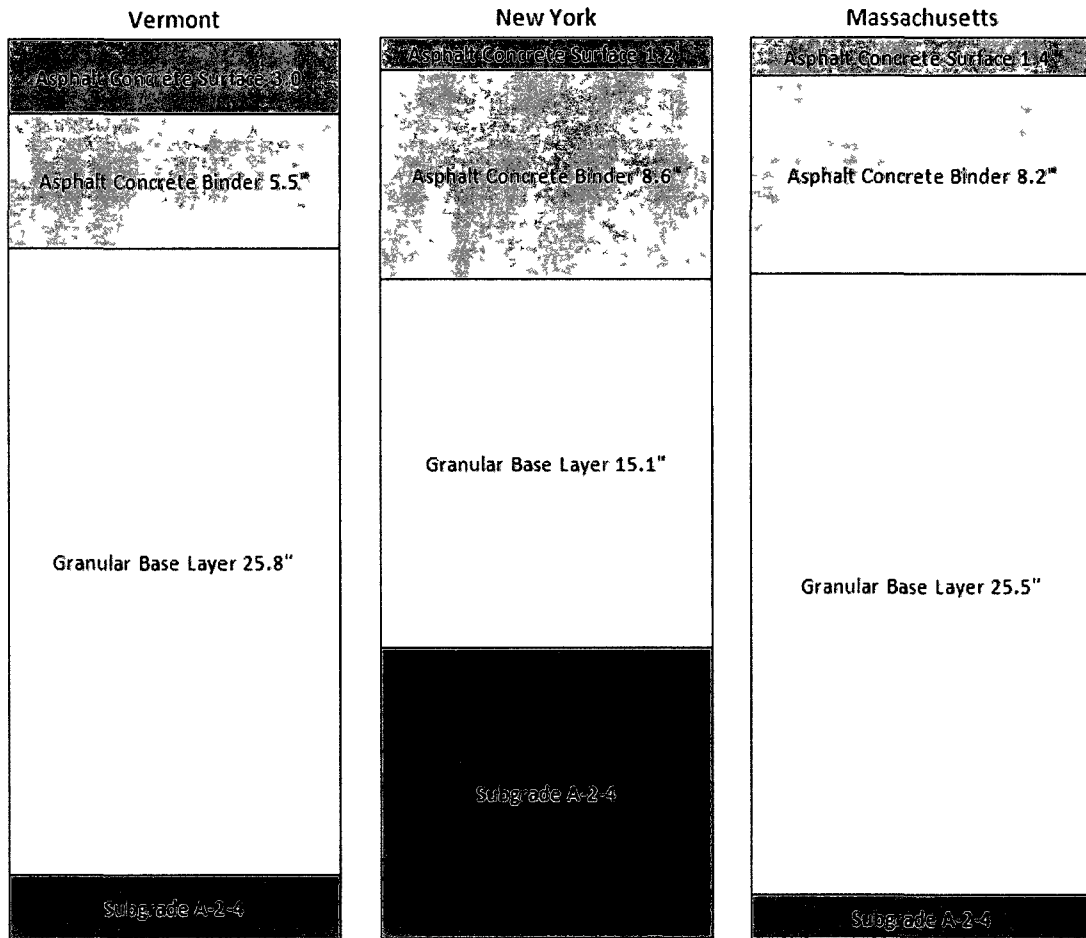 Vermont
Asphalt Concrete Surface 3.0
Asphalt Concrete Binder 5.5"
Granular Base Layer 25.8"
Subgrade A-2-4
New York
Asphalt Concrete Surface 1.2"
Asphalt Concrete Binder 8.6"
Granular Base Layer 15.1"
Subgrade A-2-4
Massachusetts
Asphalt Concrete Surface 1.4"
Asphalt Concrete Binder 8.2"
Granular Base Layer 25.5"
Subgrade A-2-4